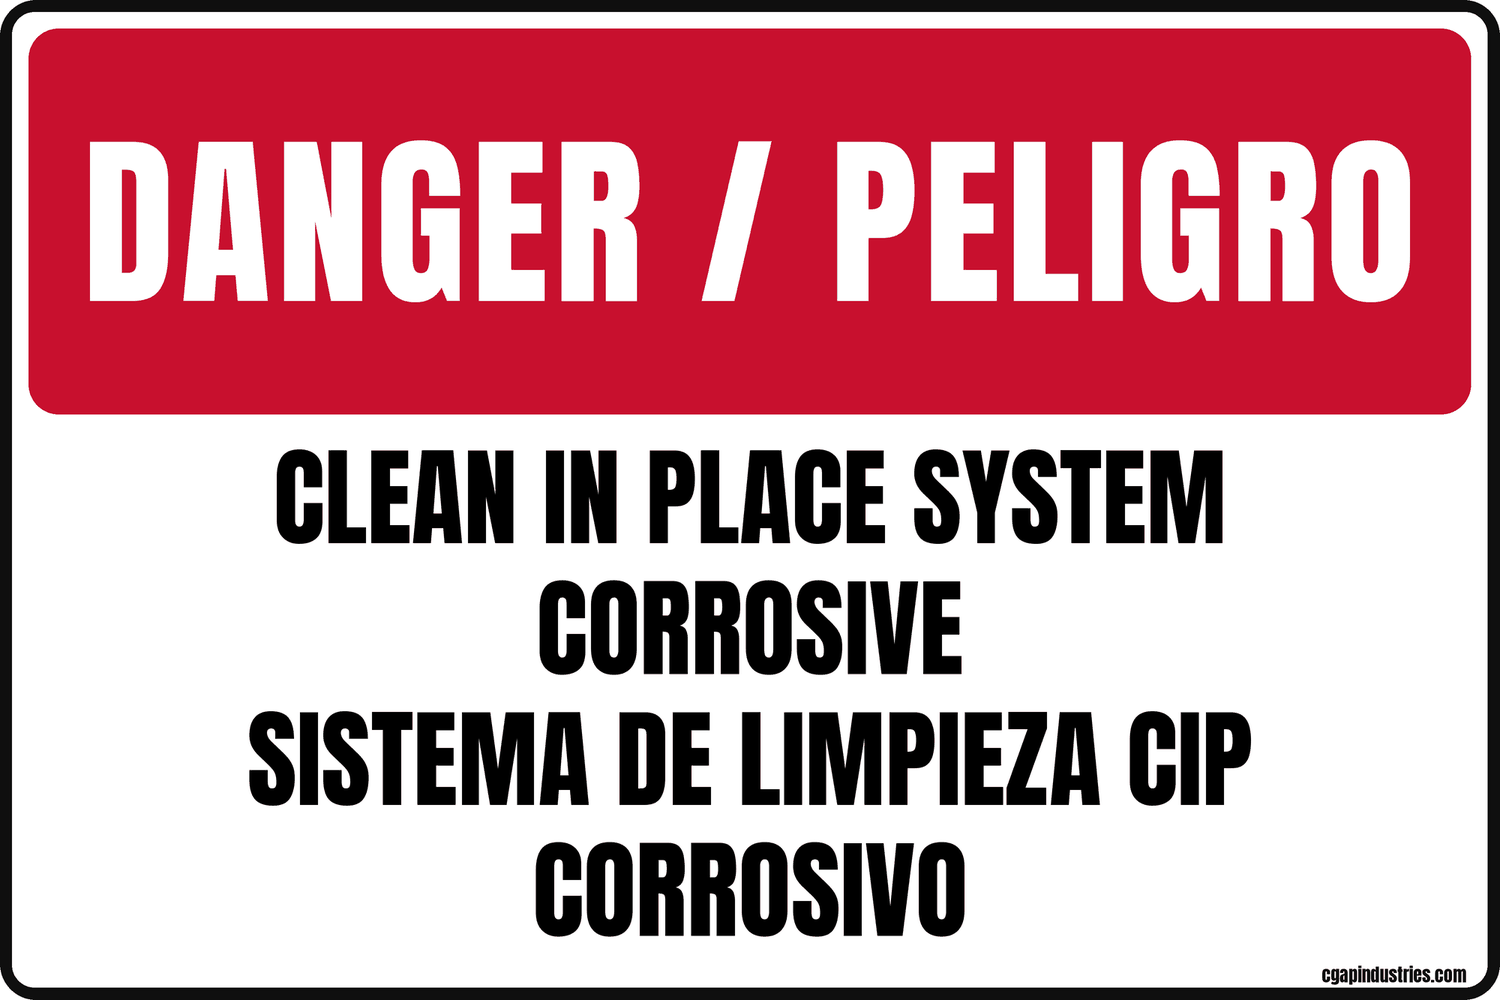 DANGER / PELIGRO
CLEAN IN PLACE SYSTEM
CORROSIVE
SISTEMA DE LIMPIEZA CIP
CORROSIVO
cgapindustries.com